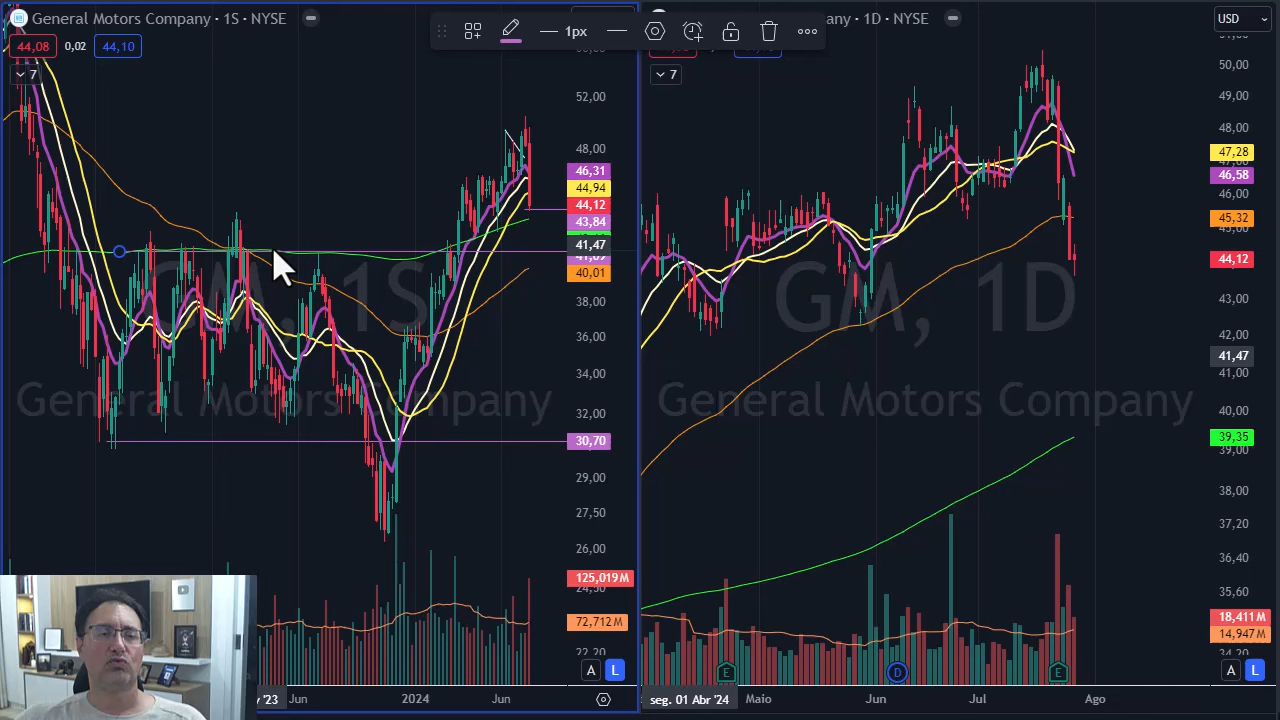 General Motors Company · 1S · NYSE
44,08 0,02 44,10
7
52,00
48,00
46,31
44,94
44,12
43,84
41,47
40,01
38,00
36,00
34,00
32,00
30,70
29,00
27,50
26,00
125,019 M
72,712 M
GM, 1S
General Motors Company
A L
'23 Jun 2024 Jun
1px
pany · 1D · NYSE
USD
7
50,00
49,00
48,00
47,28
46,58
46,00
45,32
44,12
43,00
42,00
41,47
41,00
40,00
39,35
39,00
38,00
37,20
36,40
35,60
18,411 M
14,947 M
34,20
GM, 1D
General Motors Company
E D E
A L
seg. 01 Abr '24 Maio Jun Jul Ago